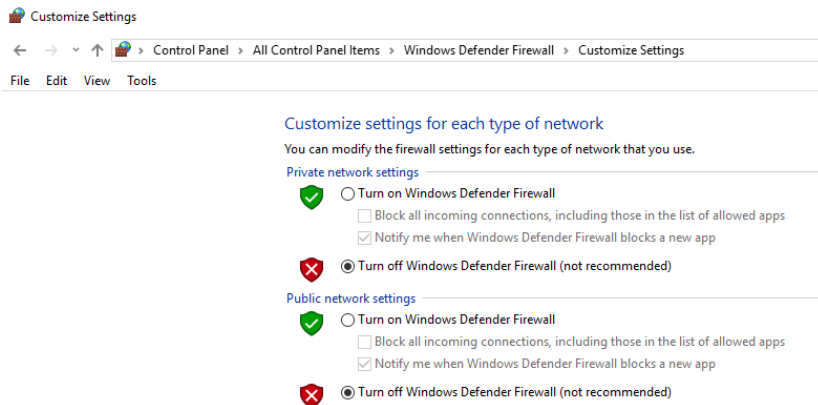 Customize Settings
Control Panel > All Control Panel Items > Windows Defender Firewall > Customize Settings
File Edit View Tools
Customize settings for each type of network
You can modify the firewall settings for each type of network that you use.
Private network settings
Turn on Windows Defender Firewall
Block all incoming connections, including those in the list of allowed apps
Notify me when Windows Defender Firewall blocks a new app
Turn off Windows Defender Firewall (not recommended)
Public network settings
Turn on Windows Defender Firewall
Block all incoming connections, including those in the list of allowed apps
Notify me when Windows Defender Firewall blocks a new app
Turn off Windows Defender Firewall (not recommended)